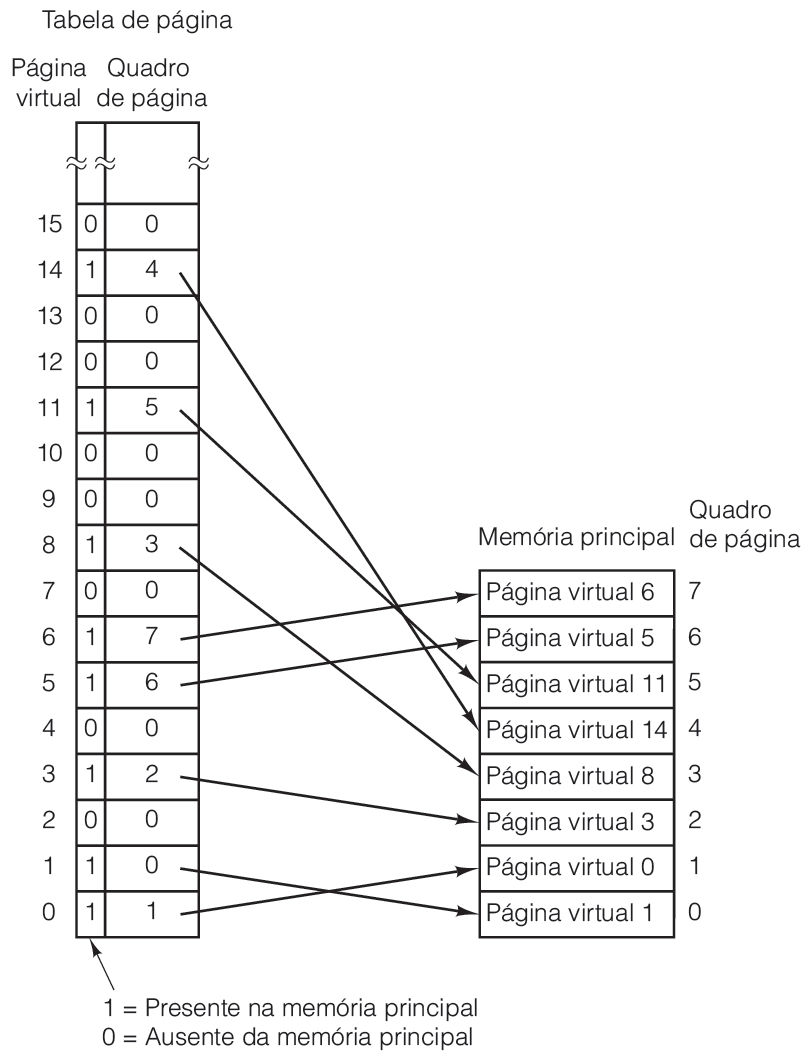 Tabela de página
Página Quadro
virtual de página
15 0 0
14 1 4
13 0 0
12 0 0
11 1 5
10 0 0
9 0 0
8 1 3
7 0 0
6 1 7
5 1 6
4 0 0
3 1 2
2 0 0
1 1 0
0 1 1
1 = Presente na memória principal
0 = Ausente da memória principal
Memória principal
Quadro
de página
Página virtual 6 7
Página virtual 5 6
Página virtual 11 5
Página virtual 14 4
Página virtual 8 3
Página virtual 3 2
Página virtual 0 1
Página virtual 1 0